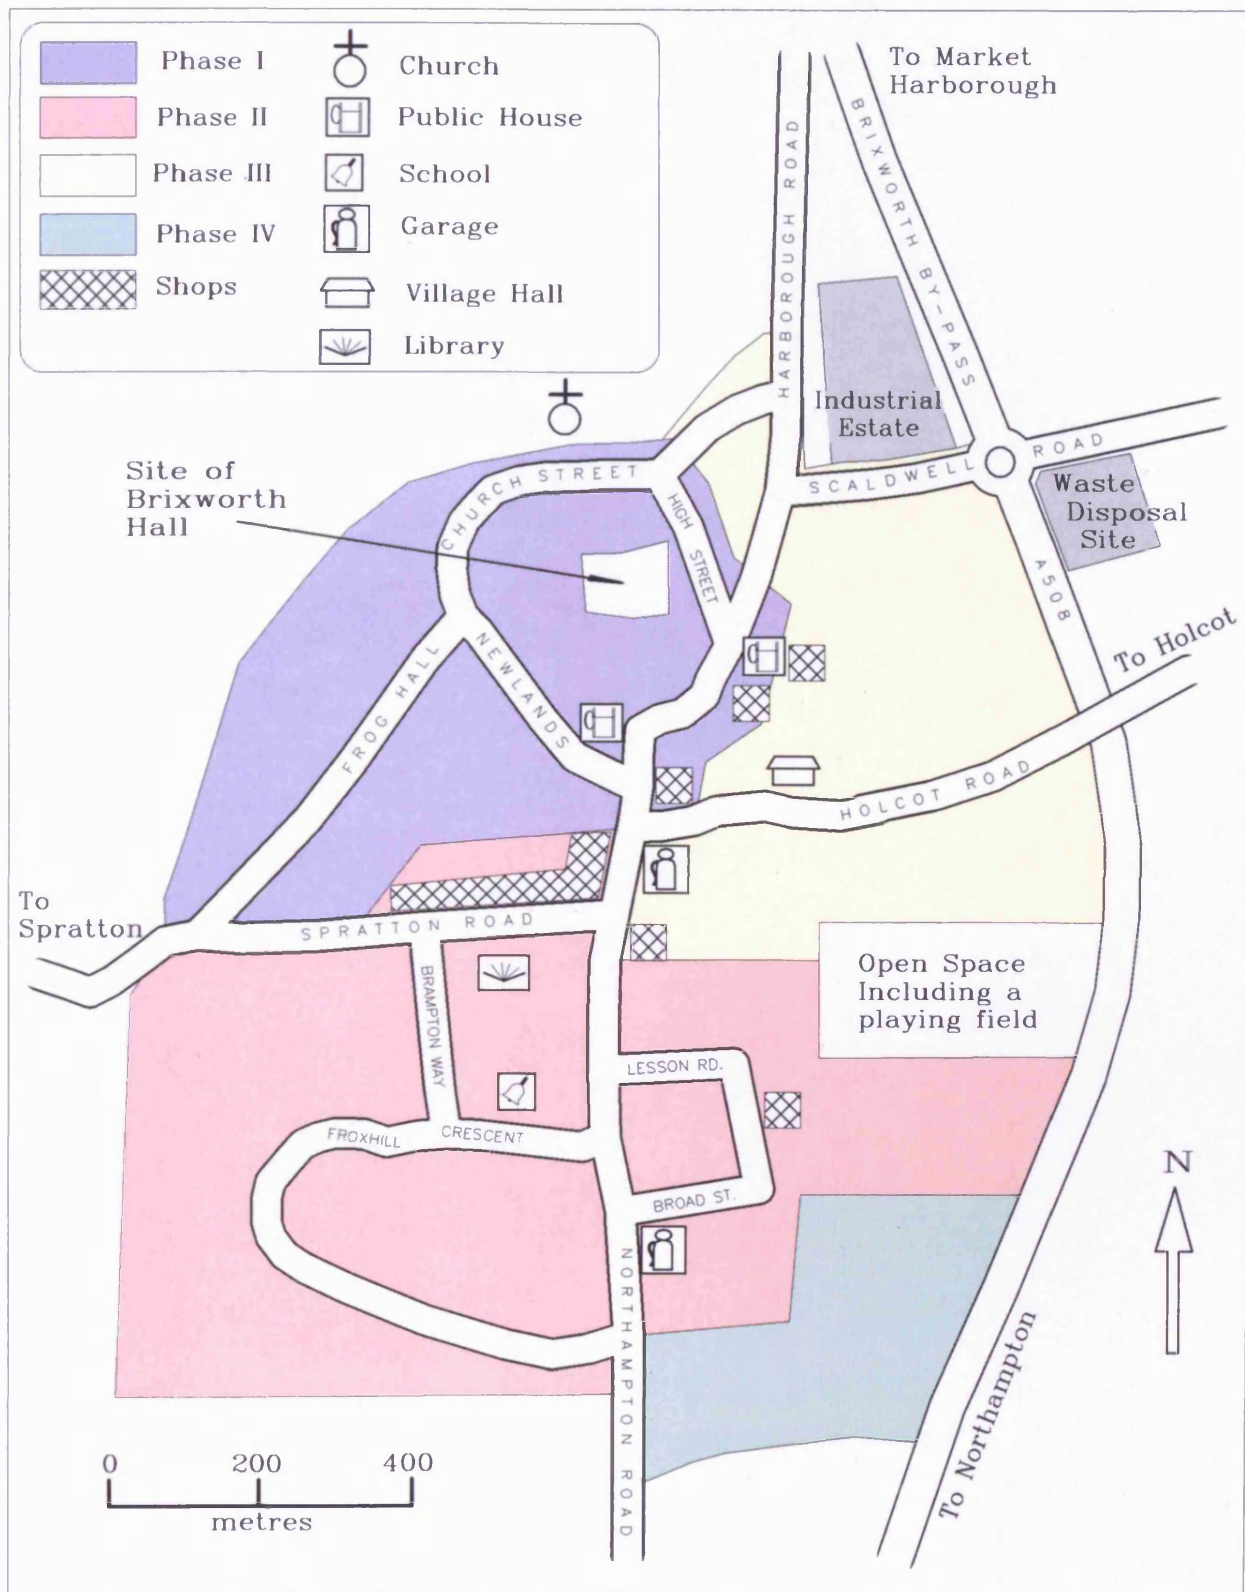 Phase I
Phase II
Phase III
Phase IV
Shops
Church
Public House
School
Garage
Village Hall
Library
To Market
Harborough
HARBOROUGH ROAD
BRIXWORTH BY-PASS
Industrial
Estate
SCALDWELL ROAD
Waste
Disposal
Site
A508
Site of
Brixworth
Hall
CHURCH STREET
HIGH STREET
NEWLANDS
FROG HALL
To Holcot
HOLCOT ROAD
To
Spratton
SPRATTON ROAD
BRAMPTON WAY
Open Space
Including a
playing field
LESSON RD.
FROXHILL CRESCENT
BROAD ST.
NORTHAMPTON ROAD
N
To Northampton
0 200 400
metres